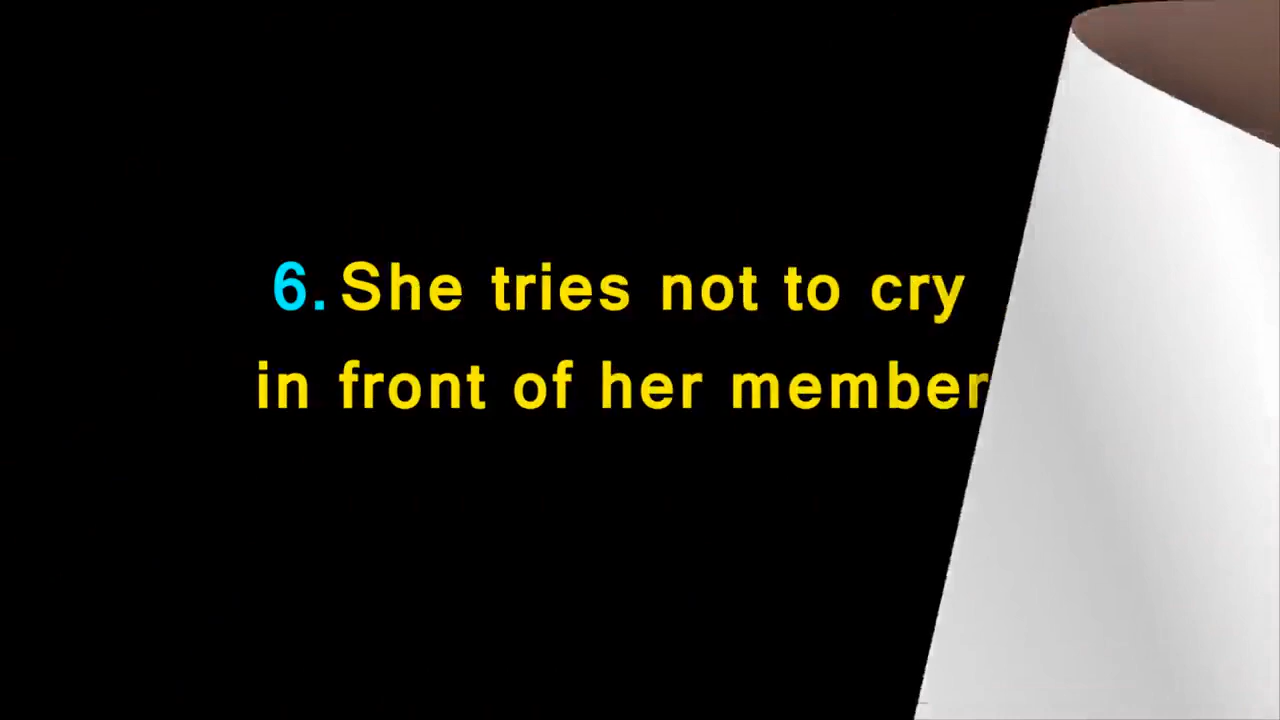 6. She tries not to cry
in front of her member